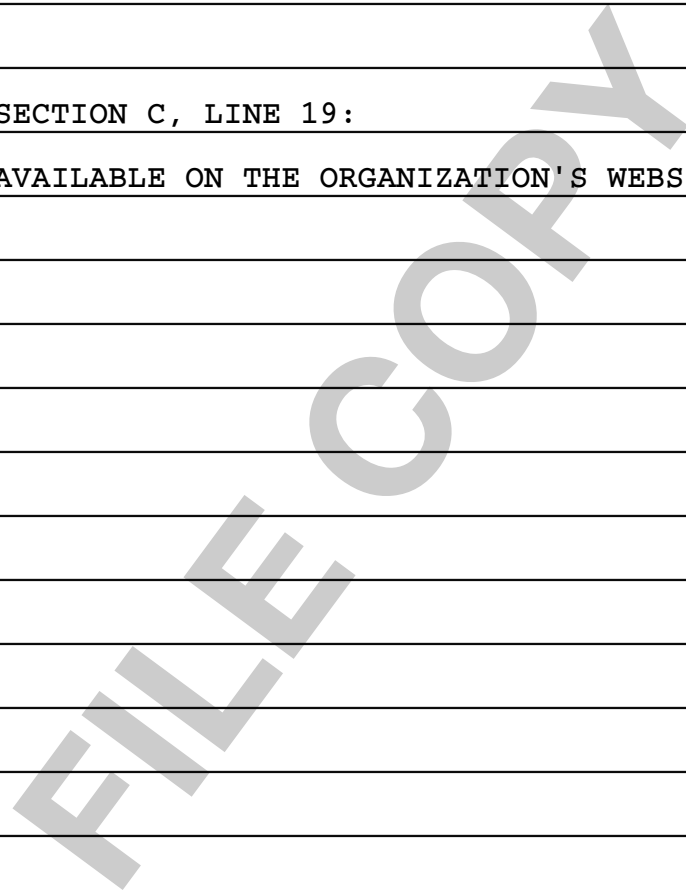 SECTION C, LINE 19:
AVAILABLE ON THE ORGANIZATION'S WEBS
FILE COPY